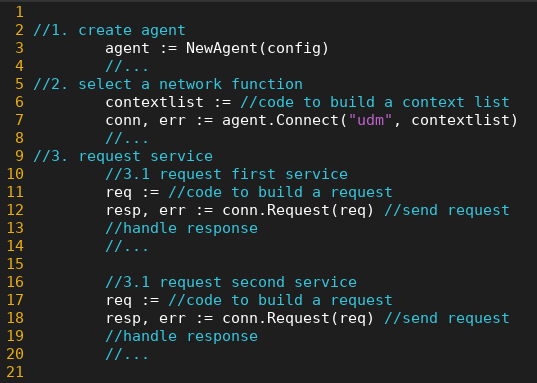 1
2 //1. create agent
3         agent := NewAgent(config)
4         //...
5 //2. select a network function
6         contextlist := //code to build a context list
7         conn, err := agent.Connect("udm", contextlist)
8         //...
9 //3. request service
10         //3.1 request first service
11         req := //code to build a request
12         resp, err := conn.Request(req) //send request
13         //handle response
14         //...
15
16         //3.1 request second service
17         req := //code to build a request
18         resp, err := conn.Request(req) //send request
19         //handle response
20         //...
21